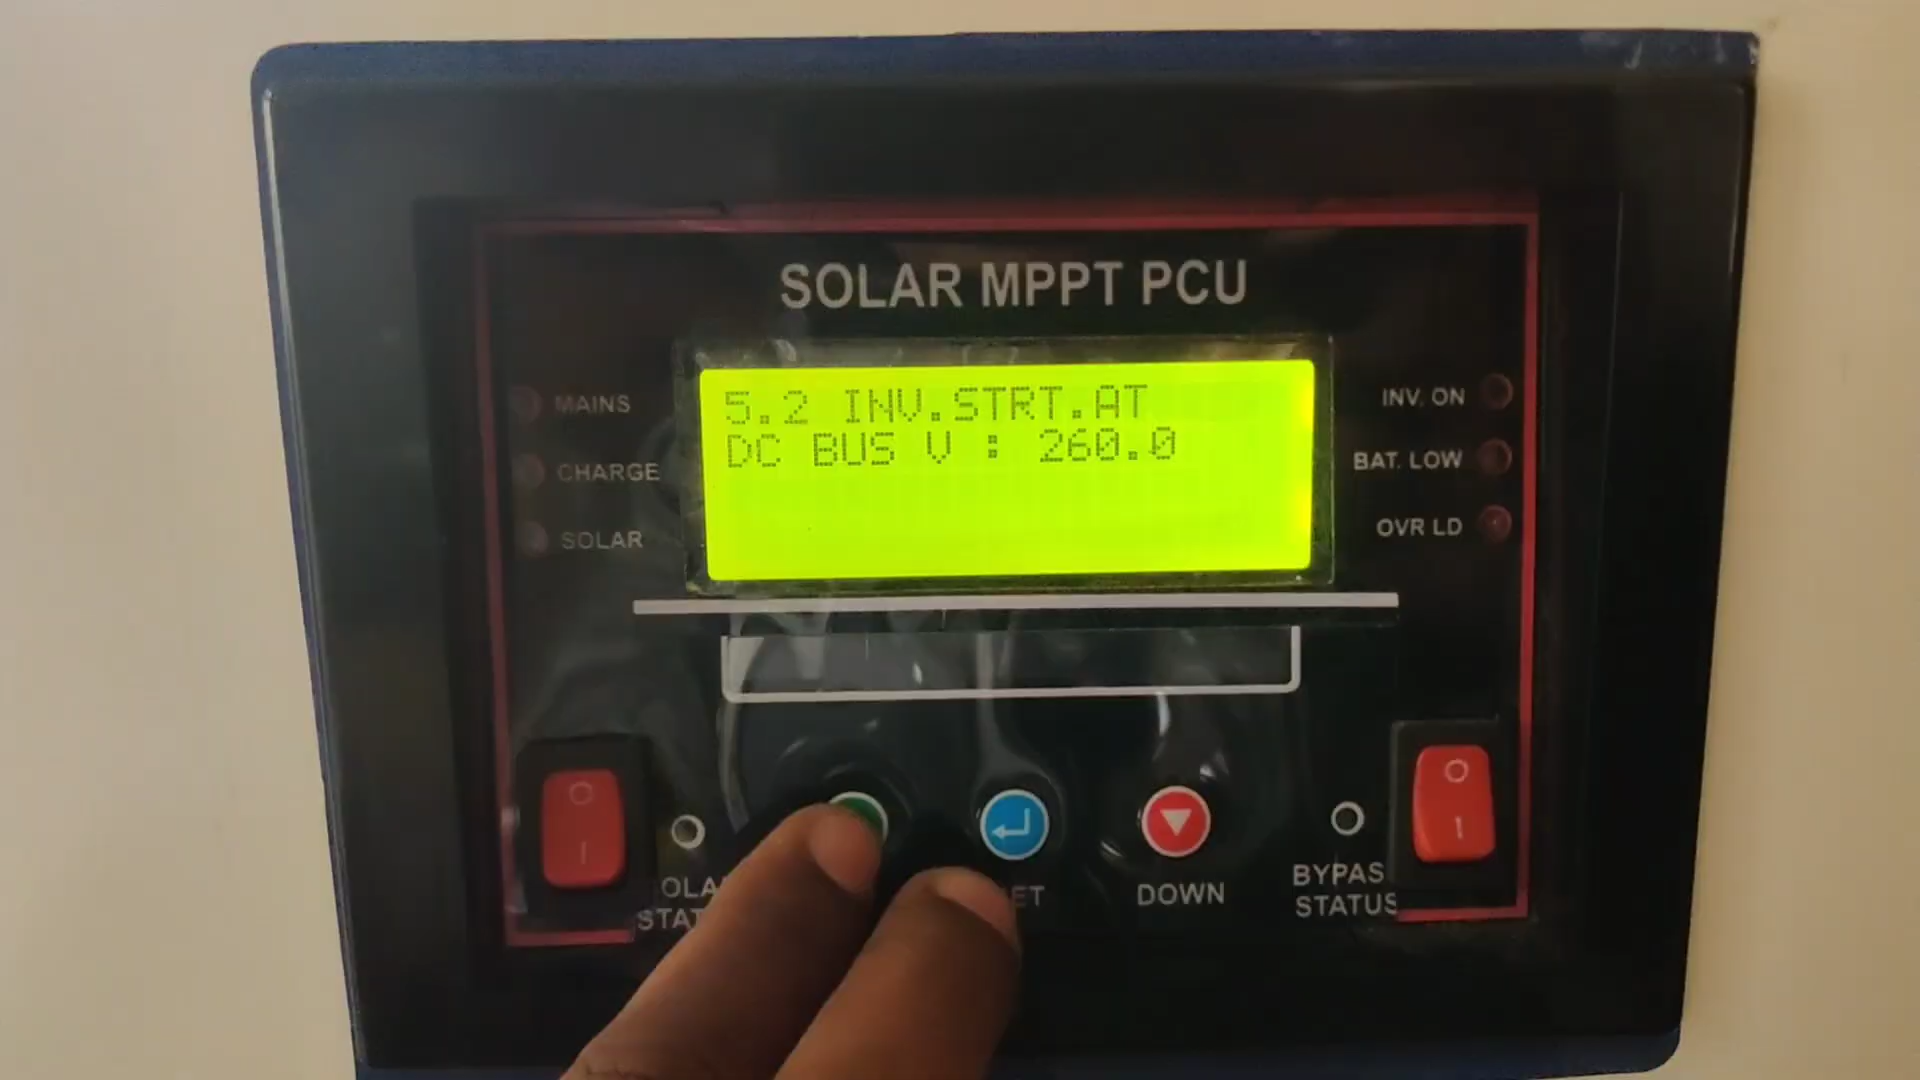 SOLAR MPPT PCU
5.2 INV.STRT.AT
DC BUS V : 260.0
MAINS
CHARGE
SOLAR
INV. ON
BAT. LOW
OVR LD
DOWN
STATUS